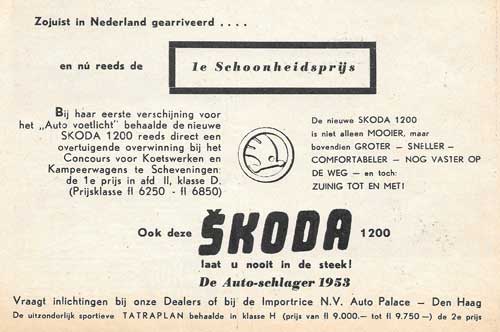 Zojuist in Nederland gearriveerd ....
en nú reeds de
1e Schoonheidsprijs
Bij haar eerste verschijning voor
het „Auto voetlicht" behaalde de nieuwe
SKODA 1200 reeds direct een
overtuigende overwinning bij het
Concours voor Koetswerken en
Kampeerwagens te Scheveningen:
de 1e prijs in afd II, klasse D.
(Prijsklasse fl 6250 - fl 6850)
De nieuwe SKODA 1200
is niet alleen MOOIER, maar
bovendien GROTER — SNELLER —
COMFORTABELER — NOG VASTER OP
DE WEG — en toch:
ZUINIG TOT EN MET!
Ook deze ŠKODA 1200
laat u nooit in de steek!
De Auto-schlager 1953
Vraagt inlichtingen bij onze Dealers of bij de Importrice N.V. Auto Palace — Den Haag
De uitzonderlijk sportieve TATRAPLAN behaalde in klasse H (prijs van fl 9.000.— tot fl 9.750.—) de 2e prijs